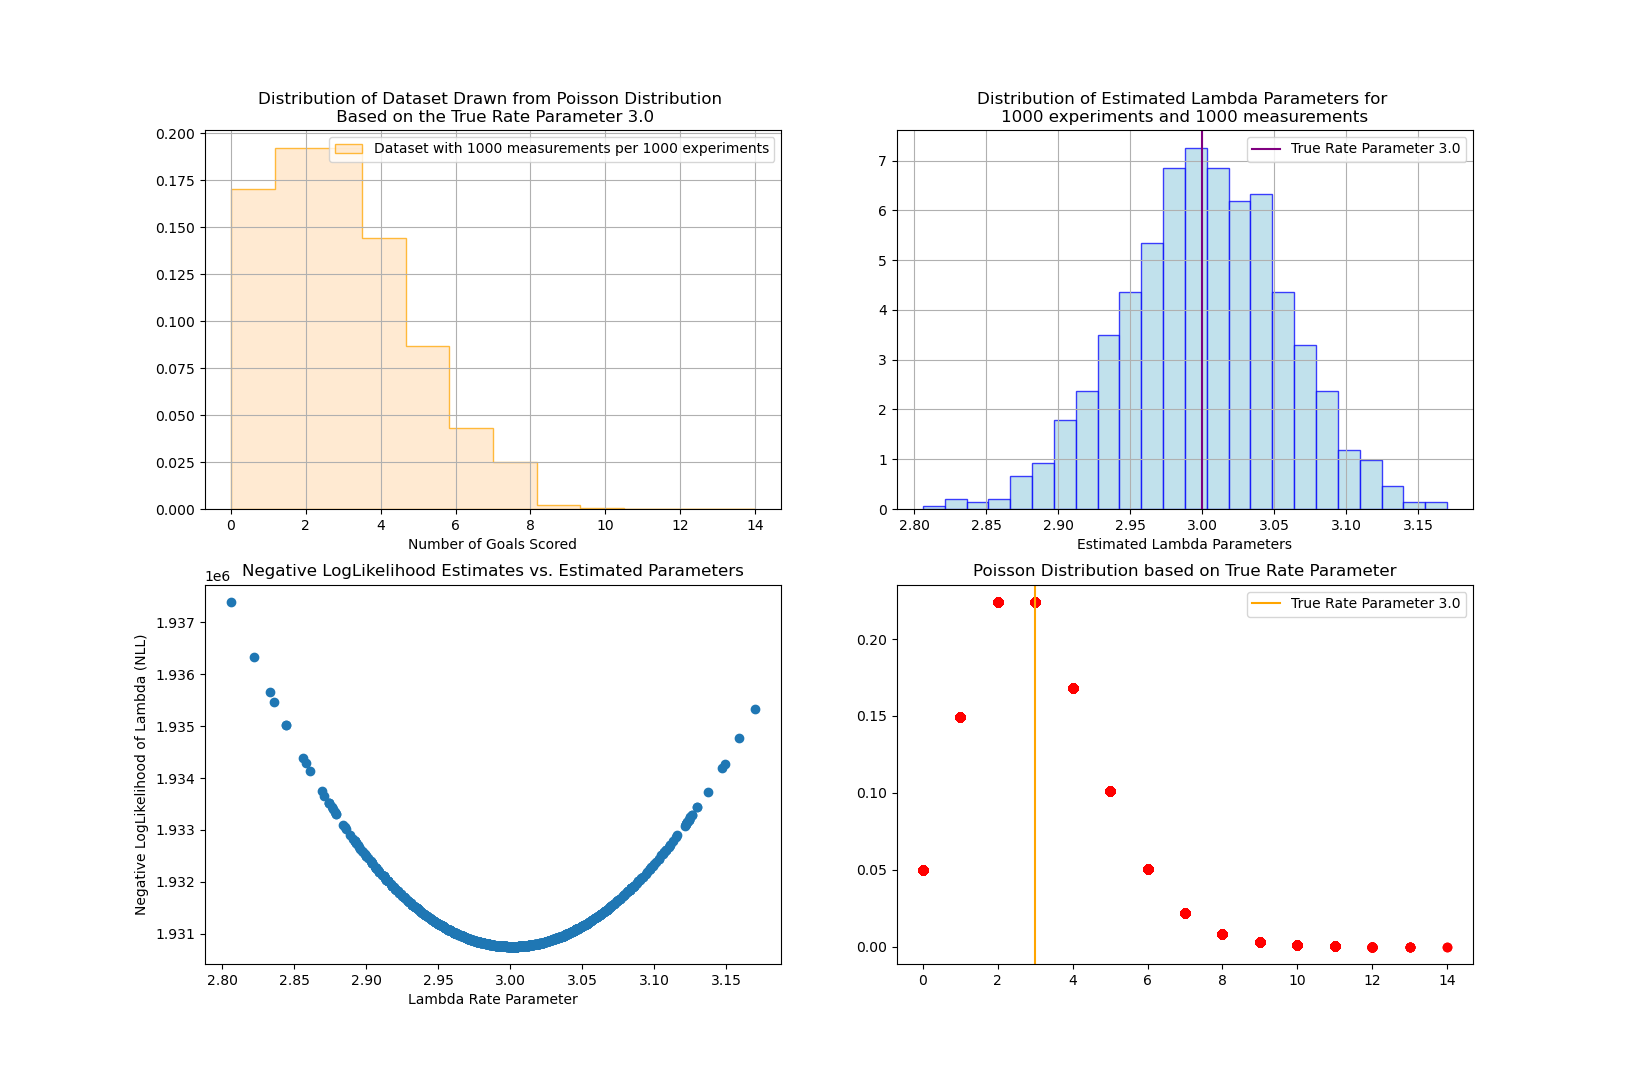 Distribution of Dataset Drawn from Poisson Distribution
Based on the True Rate Parameter 3.0
Dataset with 1000 measurements per 1000 experiments
0.200
0.175
0.150
0.125
0.100
0.075
0.050
0.025
0.000
0 2 4 6 8 10 12 14
Number of Goals Scored
Distribution of Estimated Lambda Parameters for
1000 experiments and 1000 measurements
True Rate Parameter 3.0
7
6
5
4
3
2
1
0
2.80 2.85 2.90 2.95 3.00 3.05 3.10 3.15
Estimated Lambda Parameters
Negative LogLikelihood Estimates vs. Estimated Parameters
1e6
Negative LogLikelihood of Lambda (NLL)
1.937
1.936
1.935
1.934
1.933
1.932
1.931
2.80 2.85 2.90 2.95 3.00 3.05 3.10 3.15
Lambda Rate Parameter
Poisson Distribution based on True Rate Parameter
True Rate Parameter 3.0
0.20
0.15
0.10
0.05
0.00
0 2 4 6 8 10 12 14